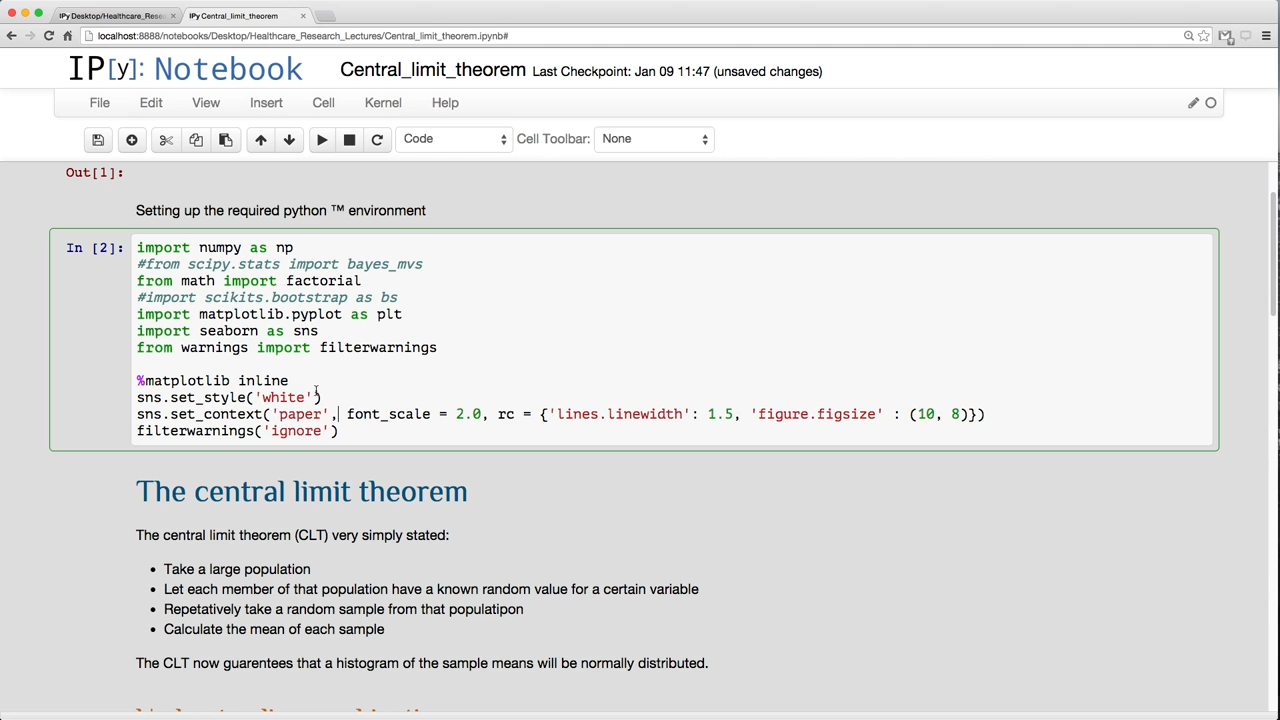 IPy Desktop/Healthcare_Rese
IPy Central_limit_theorem
localhost:8888/notebooks/Desktop/Healthcare_Research_Lectures/Central_limit_theorem.ipynb#
IP[y]: Notebook Central_limit_theorem Last Checkpoint: Jan 09 11:47 (unsaved changes)
File Edit View Insert Cell Kernel Help
Code Cell Toolbar: None
Out[1]:
Setting up the required python ™ environment
In [2]: import numpy as np
#from scipy.stats import bayes_mvs
from math import factorial
#import scikits.bootstrap as bs
import matplotlib.pyplot as plt
import seaborn as sns
from warnings import filterwarnings
%matplotlib inline
sns.set_style('white')
sns.set_context('paper', font_scale = 2.0, rc = {'lines.linewidth': 1.5, 'figure.figsize' : (10, 8)})
filterwarnings('ignore')
The central limit theorem
The central limit theorem (CLT) very simply stated:
• Take a large population
• Let each member of that population have a known random value for a certain variable
• Repetatively take a random sample from that populatipon
• Calculate the mean of each sample
The CLT now guarentees that a histogram of the sample means will be normally distributed.